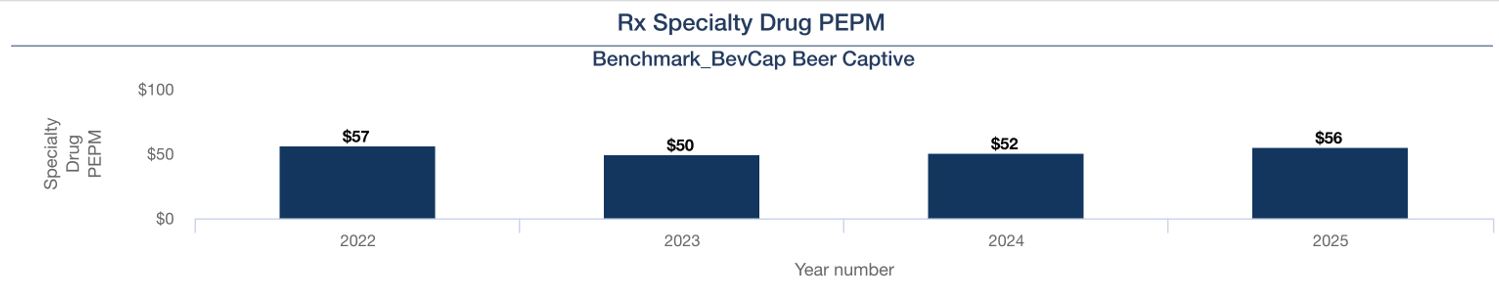 Rx Specialty Drug PEPM
Benchmark_BevCap Beer Captive
Specialty
Drug
PEPM
$100
$50
$0
$57
$50
$52
$56
2022
2023
2024
2025
Year number